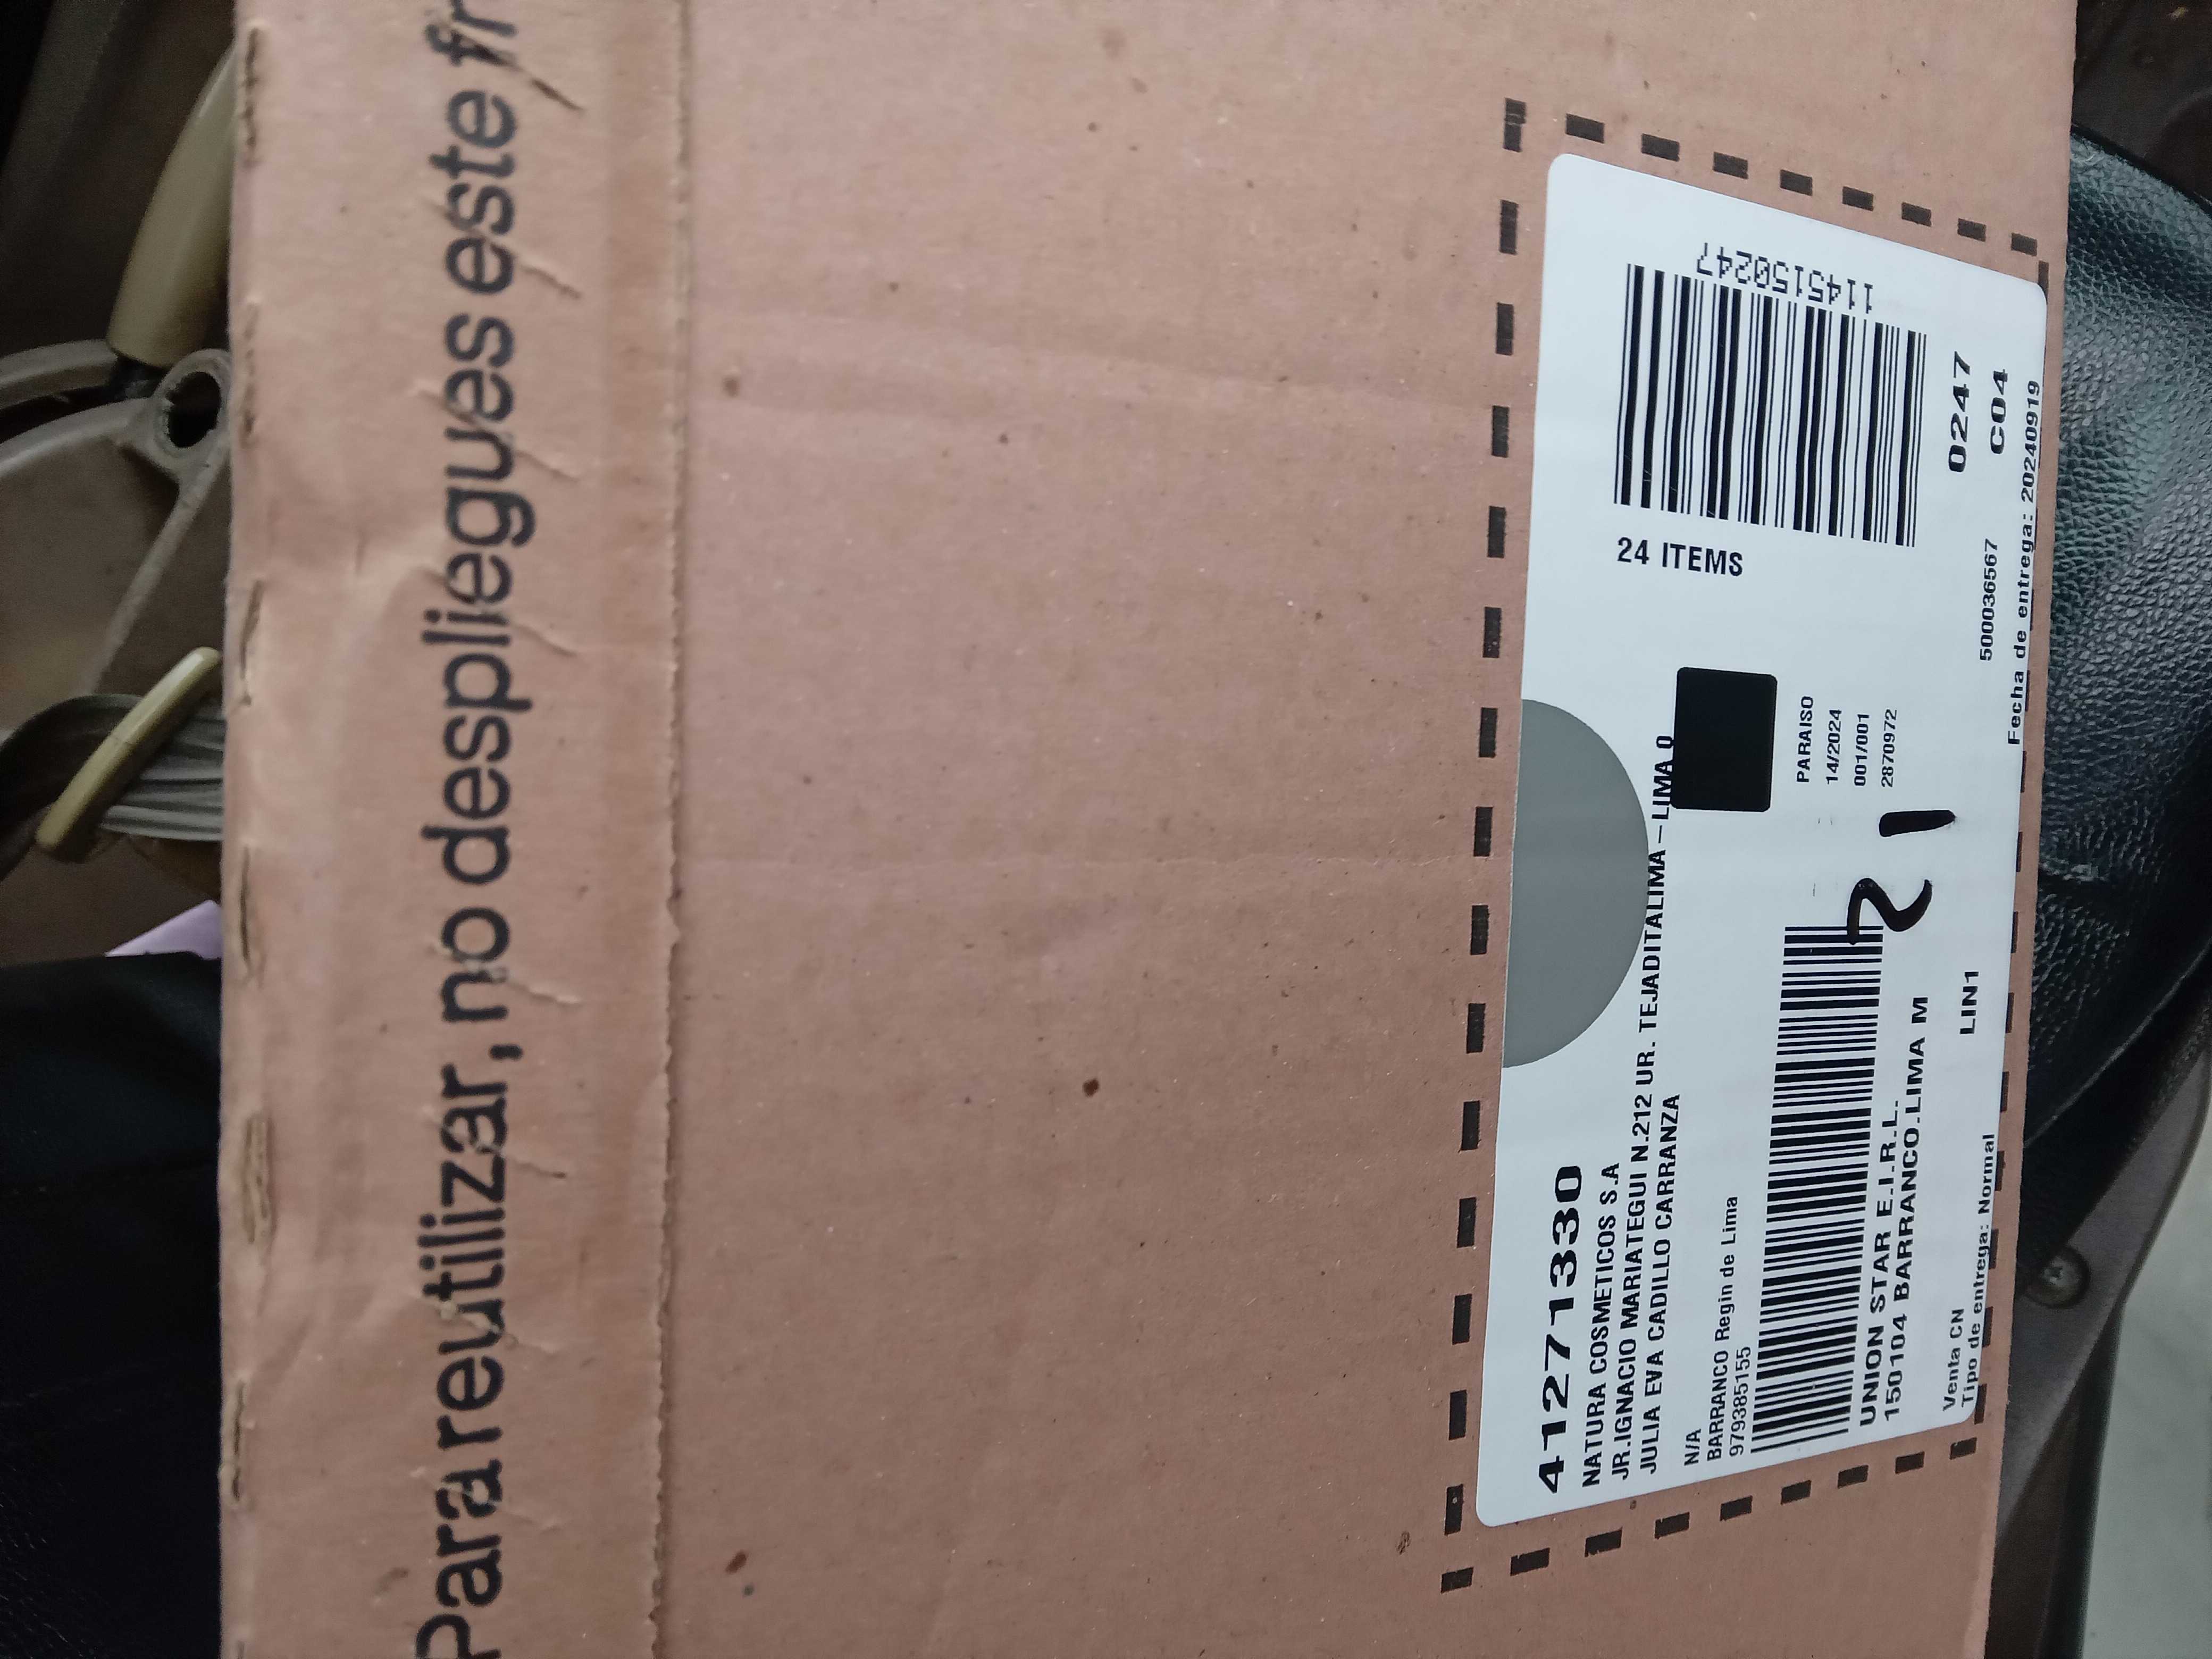 Para reutilizar, no despliegues este fr
41271330
NATURA COSMETICOS S.A
JR.IGNACIO MARIATEGUI N.212 UR. TEJADITALIMA – LIMA 0
JULIA EVA CADILLO CARRANZA
N/A
BARRANCO Regin de Lima
979385155
UNION STAR E.I.R.L.
150104 BARRANCO.LIMA M
Venta CN
LIN1
Tipo de entrega: Normal
21
PARAISO
14/2024
001/001
2870972
24 ITEMS
1145150247
0247
C04
500036567
Fecha de entrega: 20240919